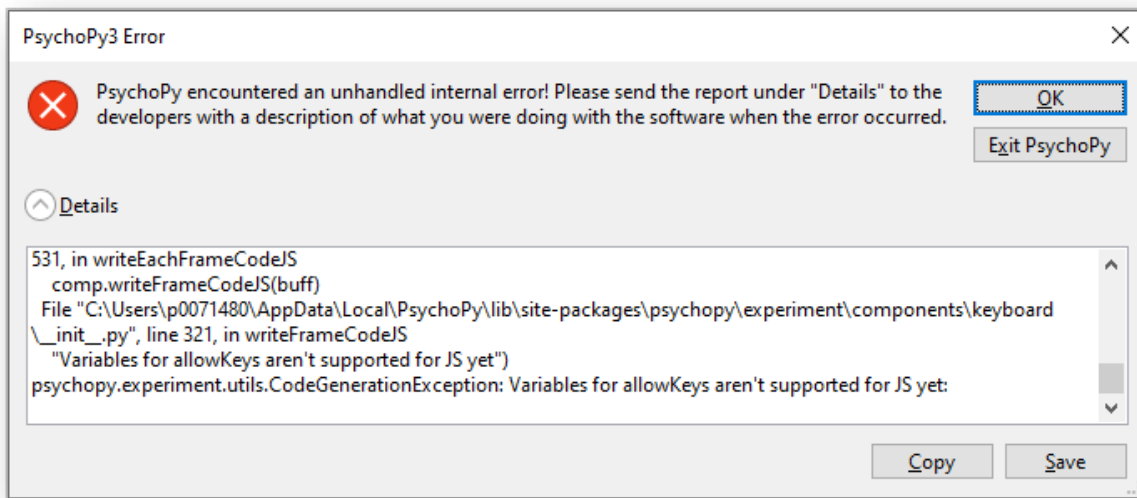 PsychoPy3 Error
PsychoPy encountered an unhandled internal error! Please send the report under "Details" to the
developers with a description of what you were doing with the software when the error occurred.
OK
Exit PsychoPy
Details
531, in writeEachFrameCodeJS
comp.writeFrameCodeJS(buff)
File "C:\Users\p0071480\AppData\Local\PsychoPy\lib\site-packages\psychopy\experiment\components\keyboard
\__init__.py", line 321, in writeFrameCodeJS
"Variables for allowKeys aren't supported for JS yet")
psychopy.experiment.utils.CodeGenerationException: Variables for allowKeys aren't supported for JS yet:
Copy
Save